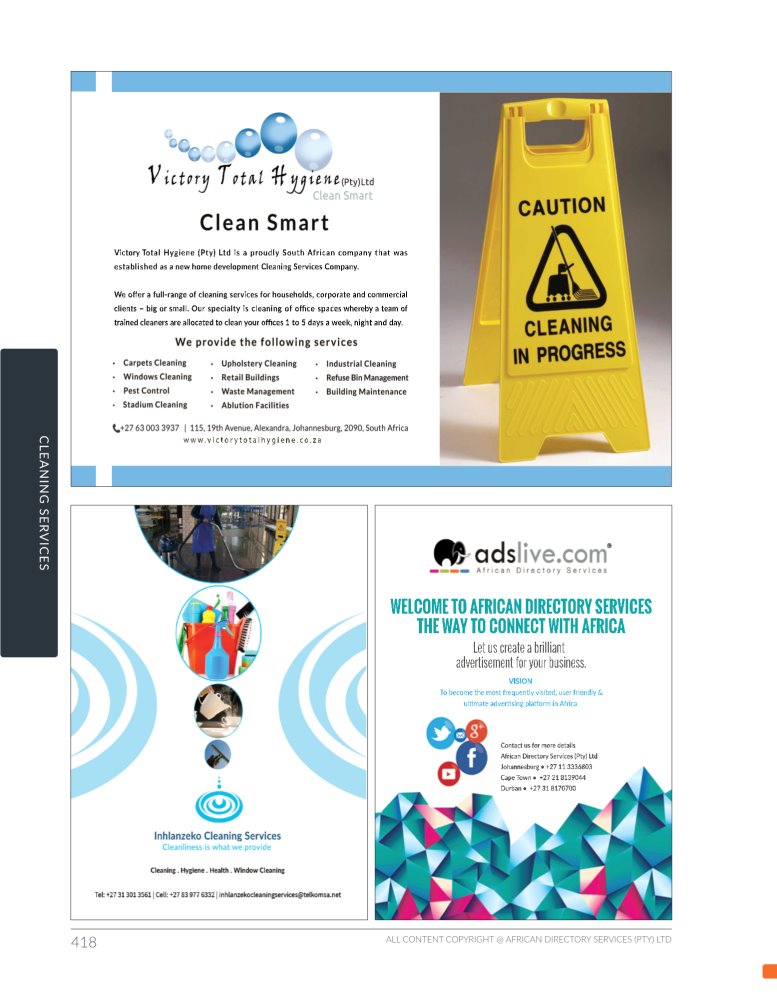 Victory Total Hygiene (Pty) Ltd
Clean Smart
Clean Smart
Victory Total Hygiene (Pty) Ltd is a proudly South African company that was
established as a new home development Cleaning Services Company.
We offer a full-range of cleaning services for households, corporate and commercial
clients – big or small. Our specialty is cleaning of office spaces whereby a team of
trained cleaners are allocated to clean your offices 1 to 5 days a week, night and day.
We provide the following services
• Carpets Cleaning
• Windows Cleaning
• Pest Control
• Stadium Cleaning
• Upholstery Cleaning
• Retail Buildings
• Waste Management
• Ablution Facilities
• Industrial Cleaning
• Refuse Bin Management
• Building Maintenance
+27 63 003 3937 | 115, 19th Avenue, Alexandra, Johannesburg, 2090, South Africa
www.victorytotalhygiene.co.za
CAUTION
CLEANING
IN PROGRESS
CLEANING SERVICES
Inhlanzeko Cleaning Services
Cleanliness is what we provide
Cleaning . Hygiene . Health . Window Cleaning
Tel: +27 31 301 3561 | Cell: +27 83 977 6332 | inhlanzekocleaningservices@telkomsa.net
adslive.com®
African Directory Services
WELCOME TO AFRICAN DIRECTORY SERVICES
THE WAY TO CONNECT WITH AFRICA
Let us create a brilliant
advertisement for your business.
VISION
To become the most frequently visited, user friendly &
ultimate advertising platform in Africa
g+
f
Contact us for more details
African Directory Services (Pty) Ltd
Johannesburg • +27 11 3336803
Cape Town • +27 21 8139044
Durban • +27 31 8170700
418
ALL CONTENT COPYRIGHT @ AFRICAN DIRECTORY SERVICES (PTY) LTD